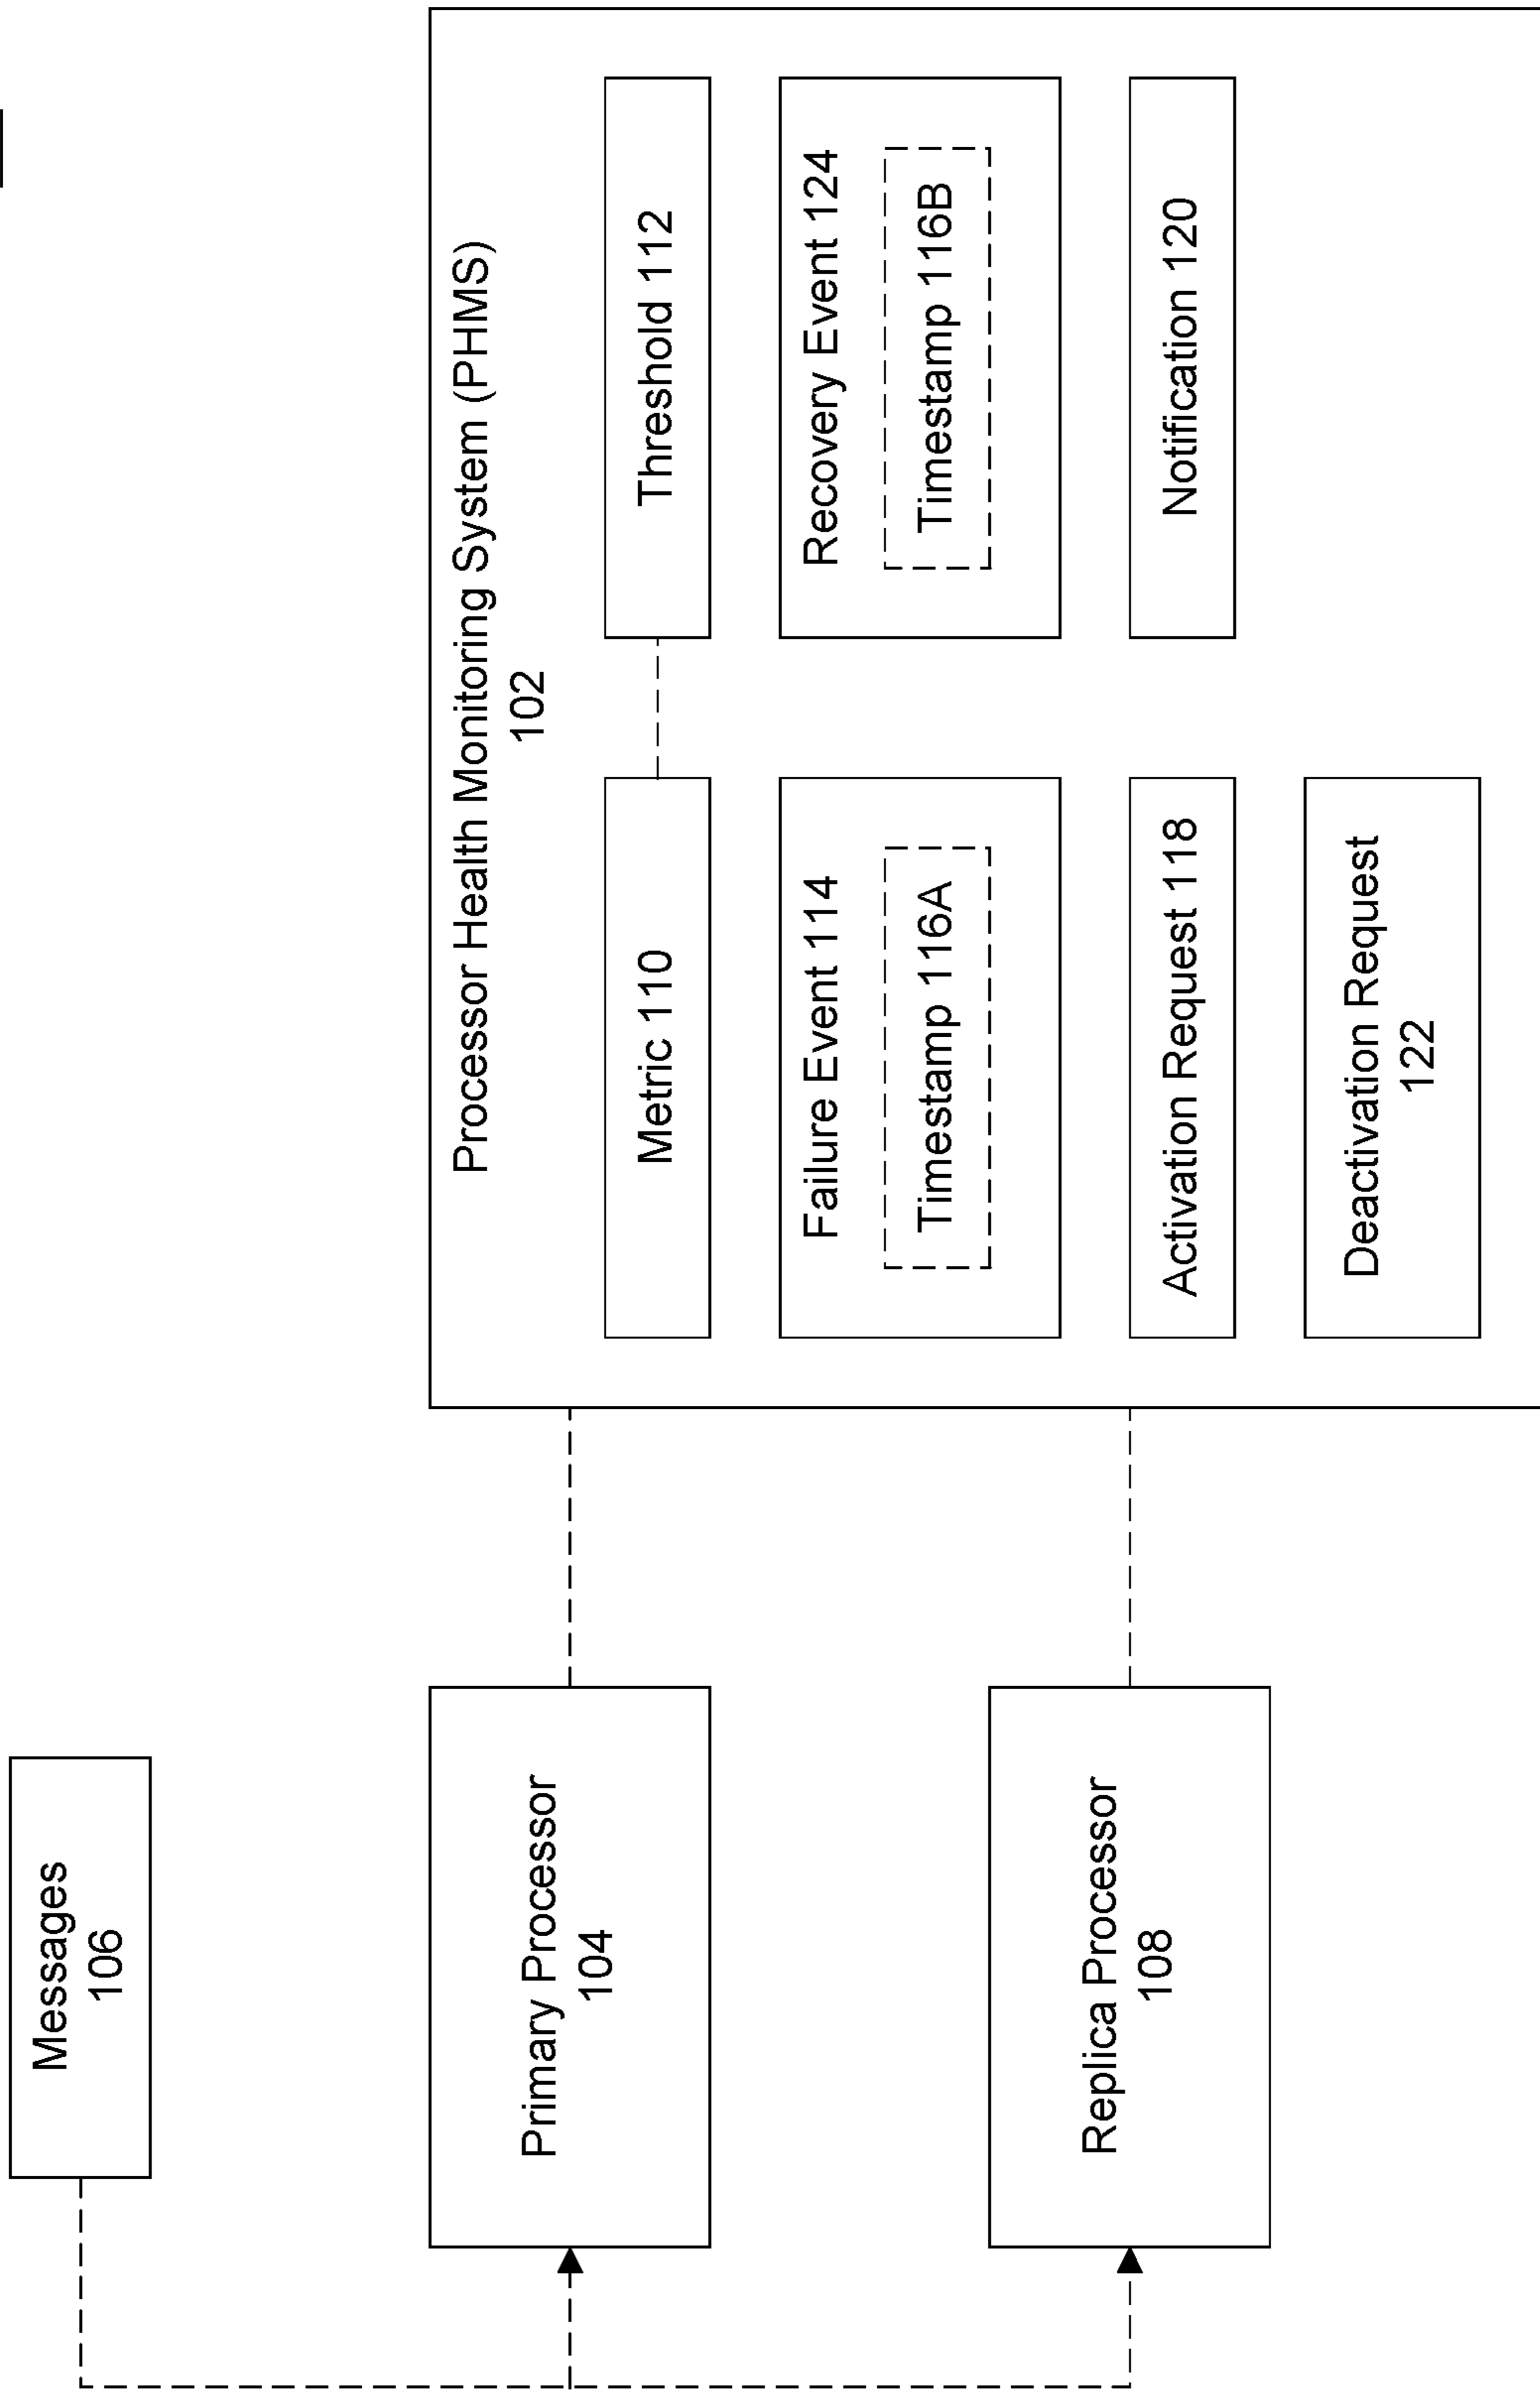 Messages
106
Primary Processor
104
Replica Processor
108
Processor Health Monitoring System (PHMS)
102
Metric 110
Threshold 112
Failure Event 114
Timestamp 116A
Recovery Event 124
Timestamp 116B
Activation Request 118
Notification 120
Deactivation Request
122